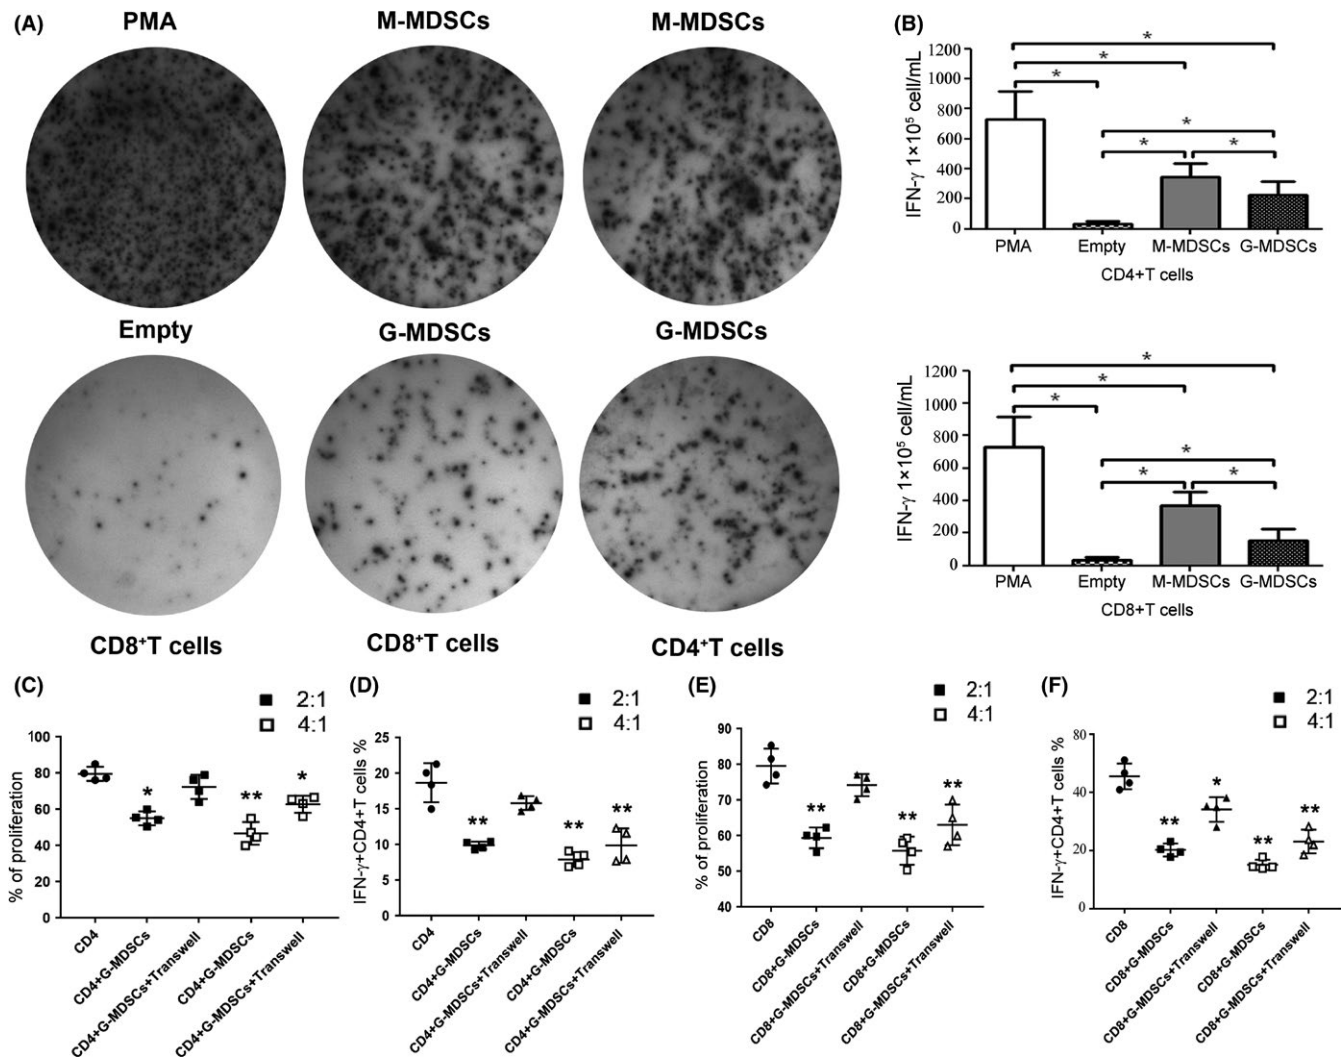 (A)
PMA
M-MDSCs
M-MDSCs
Empty
G-MDSCs
G-MDSCs
CD8⁺T cells
CD8⁺T cells
CD4⁺T cells
(B)
IFN-γ 1×10⁵ cell/mL
1200
1000
800
600
400
200
0
*
*
*
*
*
*
PMA
Empty
M-MDSCs
G-MDSCs
CD4+T cells
IFN-γ 1×10⁵ cell/mL
1200
1000
800
600
400
200
0
*
*
*
*
*
*
PMA
Empty
M-MDSCs
G-MDSCs
CD8+T cells
(C)
2:1
4:1
% of proliferation
100
80
60
40
20
0
*
**
*
CD4
CD4+G-MDSCs
CD4+G-MDSCs+Transwell
CD4+G-MDSCs
CD4+G-MDSCs+Transwell
(D)
2:1
4:1
IFN-γ+CD4+T cells %
25
20
15
10
5
0
**
**
**
CD4
CD4+G-MDSCs
CD4+G-MDSCs+Transwell
CD4+G-MDSCs
CD4+G-MDSCs+Transwell
(E)
2:1
4:1
% of proliferation
90
80
70
60
50
40
**
**
**
CD8
CD8+G-MDSCs
CD8+G-MDSCs+Transwell
CD8+G-MDSCs
CD8+G-MDSCs+Transwell
(F)
2:1
4:1
IFN-γ+CD4+T cells %
80
40
20
0
**
*
**
**
CD8
CD8+G-MDSCs
CD8+G-MDSCs+Transwell
CD8+G-MDSCs
CD8+G-MDSCs+Transwell